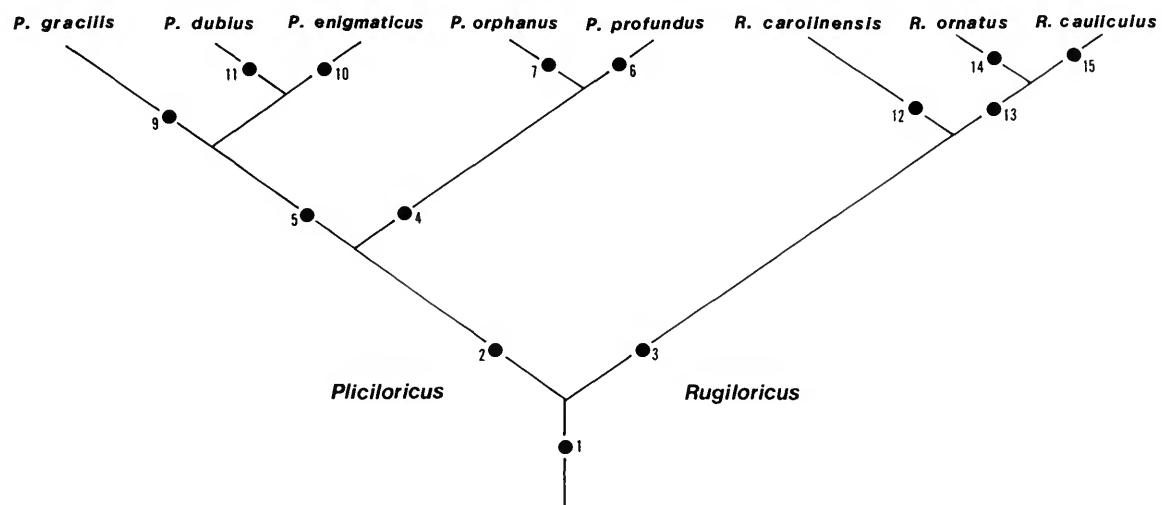 P. gracilis P. dubius P. enigmaticus P. orphanus P. profundus R. carolinensis R. ornatus R. cauliculus
14 15
11 10 7 6
12 13
9
5 4
2 3
Pliciloricus Rugiloricus
1